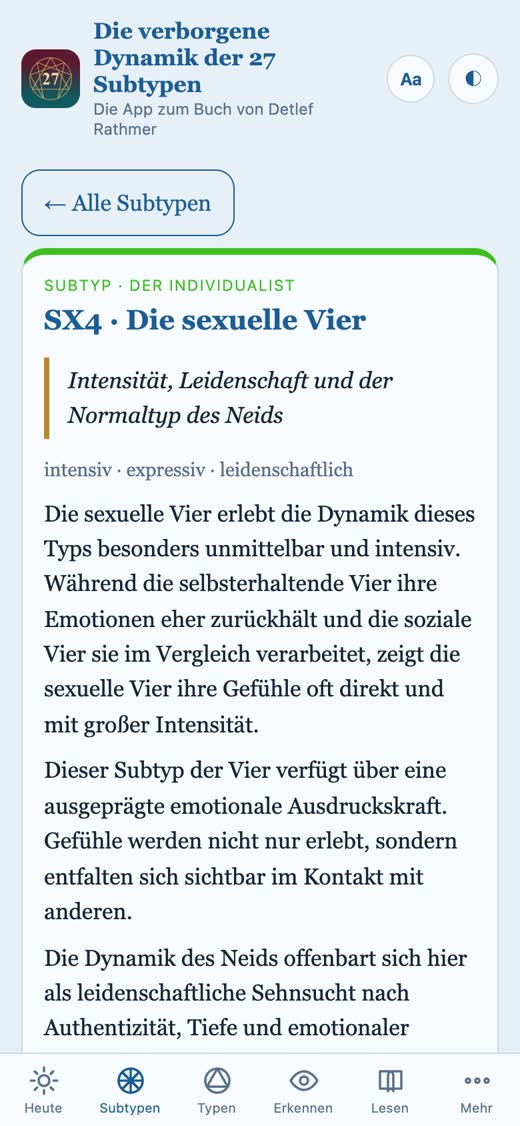 Die verborgene
Dynamik der 27
Subtypen
Die App zum Buch von Detlef
Rathmer
27
Aa
← Alle Subtypen
SUBTYP · DER INDIVIDUALIST
SX4 · Die sexuelle Vier
Intensität, Leidenschaft und der
Normaltyp des Neids
intensiv · expressiv · leidenschaftlich
Die sexuelle Vier erlebt die Dynamik dieses
Typs besonders unmittelbar und intensiv.
Während die selbsterhaltende Vier ihre
Emotionen eher zurückhält und die soziale
Vier sie im Vergleich verarbeitet, zeigt die
sexuelle Vier ihre Gefühle oft direkt und
mit großer Intensität.
Dieser Subtyp der Vier verfügt über eine
ausgeprägte emotionale Ausdruckskraft.
Gefühle werden nicht nur erlebt, sondern
entfalten sich sichtbar im Kontakt mit
anderen.
Die Dynamik des Neids offenbart sich hier
als leidenschaftliche Sehnsucht nach
Authentizität, Tiefe und emotionaler
Heute
Subtypen
Typen
Erkennen
Lesen
Mehr